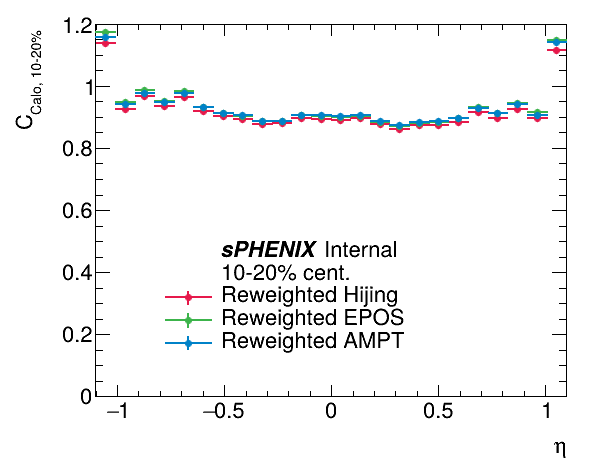 C Calo, 10-20%
1.2
1
0.8
0.6
0.4
0.2
0
sPHENIX Internal
10-20% cent.
Reweighted Hijing
Reweighted EPOS
Reweighted AMPT
−1 −0.5 0 0.5 1
η